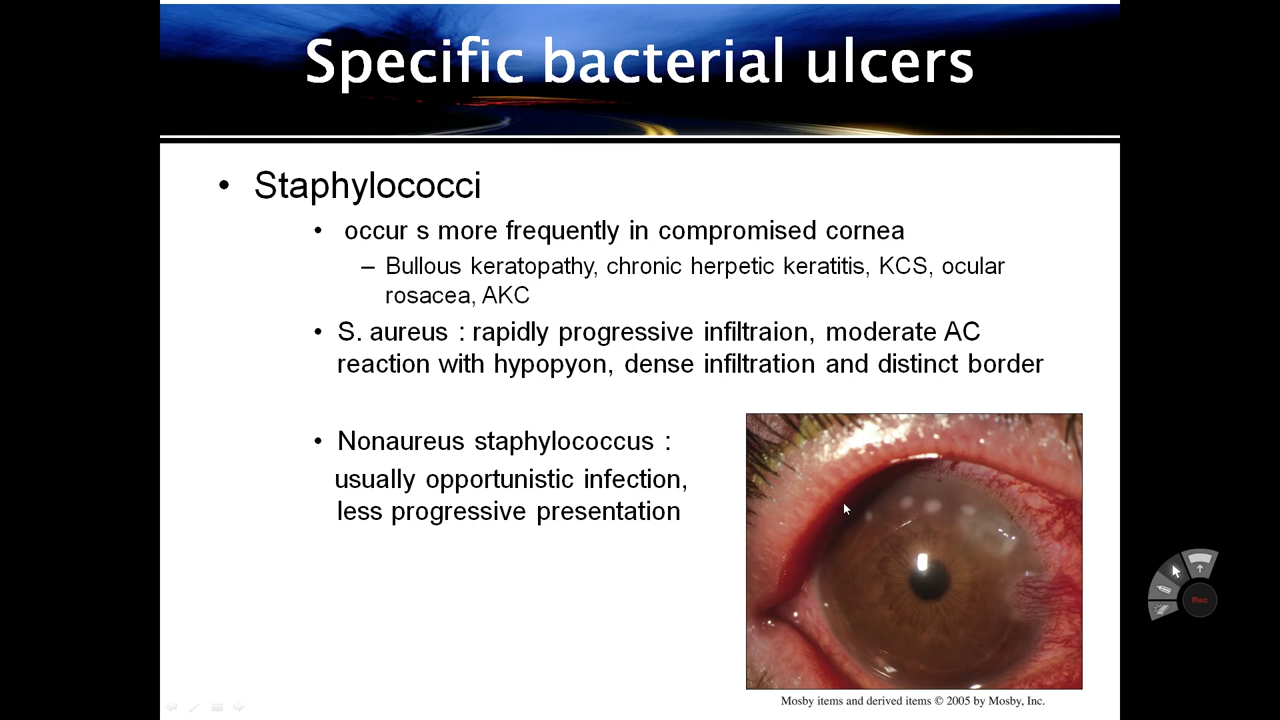 Specific bacterial ulcers
• Staphylococci
• occur s more frequently in compromised cornea
– Bullous keratopathy, chronic herpetic keratitis, KCS, ocular
rosacea, AKC
• S. aureus : rapidly progressive infiltraion, moderate AC
reaction with hypopyon, dense infiltration and distinct border
• Nonaureus staphylococcus :
usually opportunistic infection,
less progressive presentation
Mosby items and derived items © 2005 by Mosby, Inc.
Rec